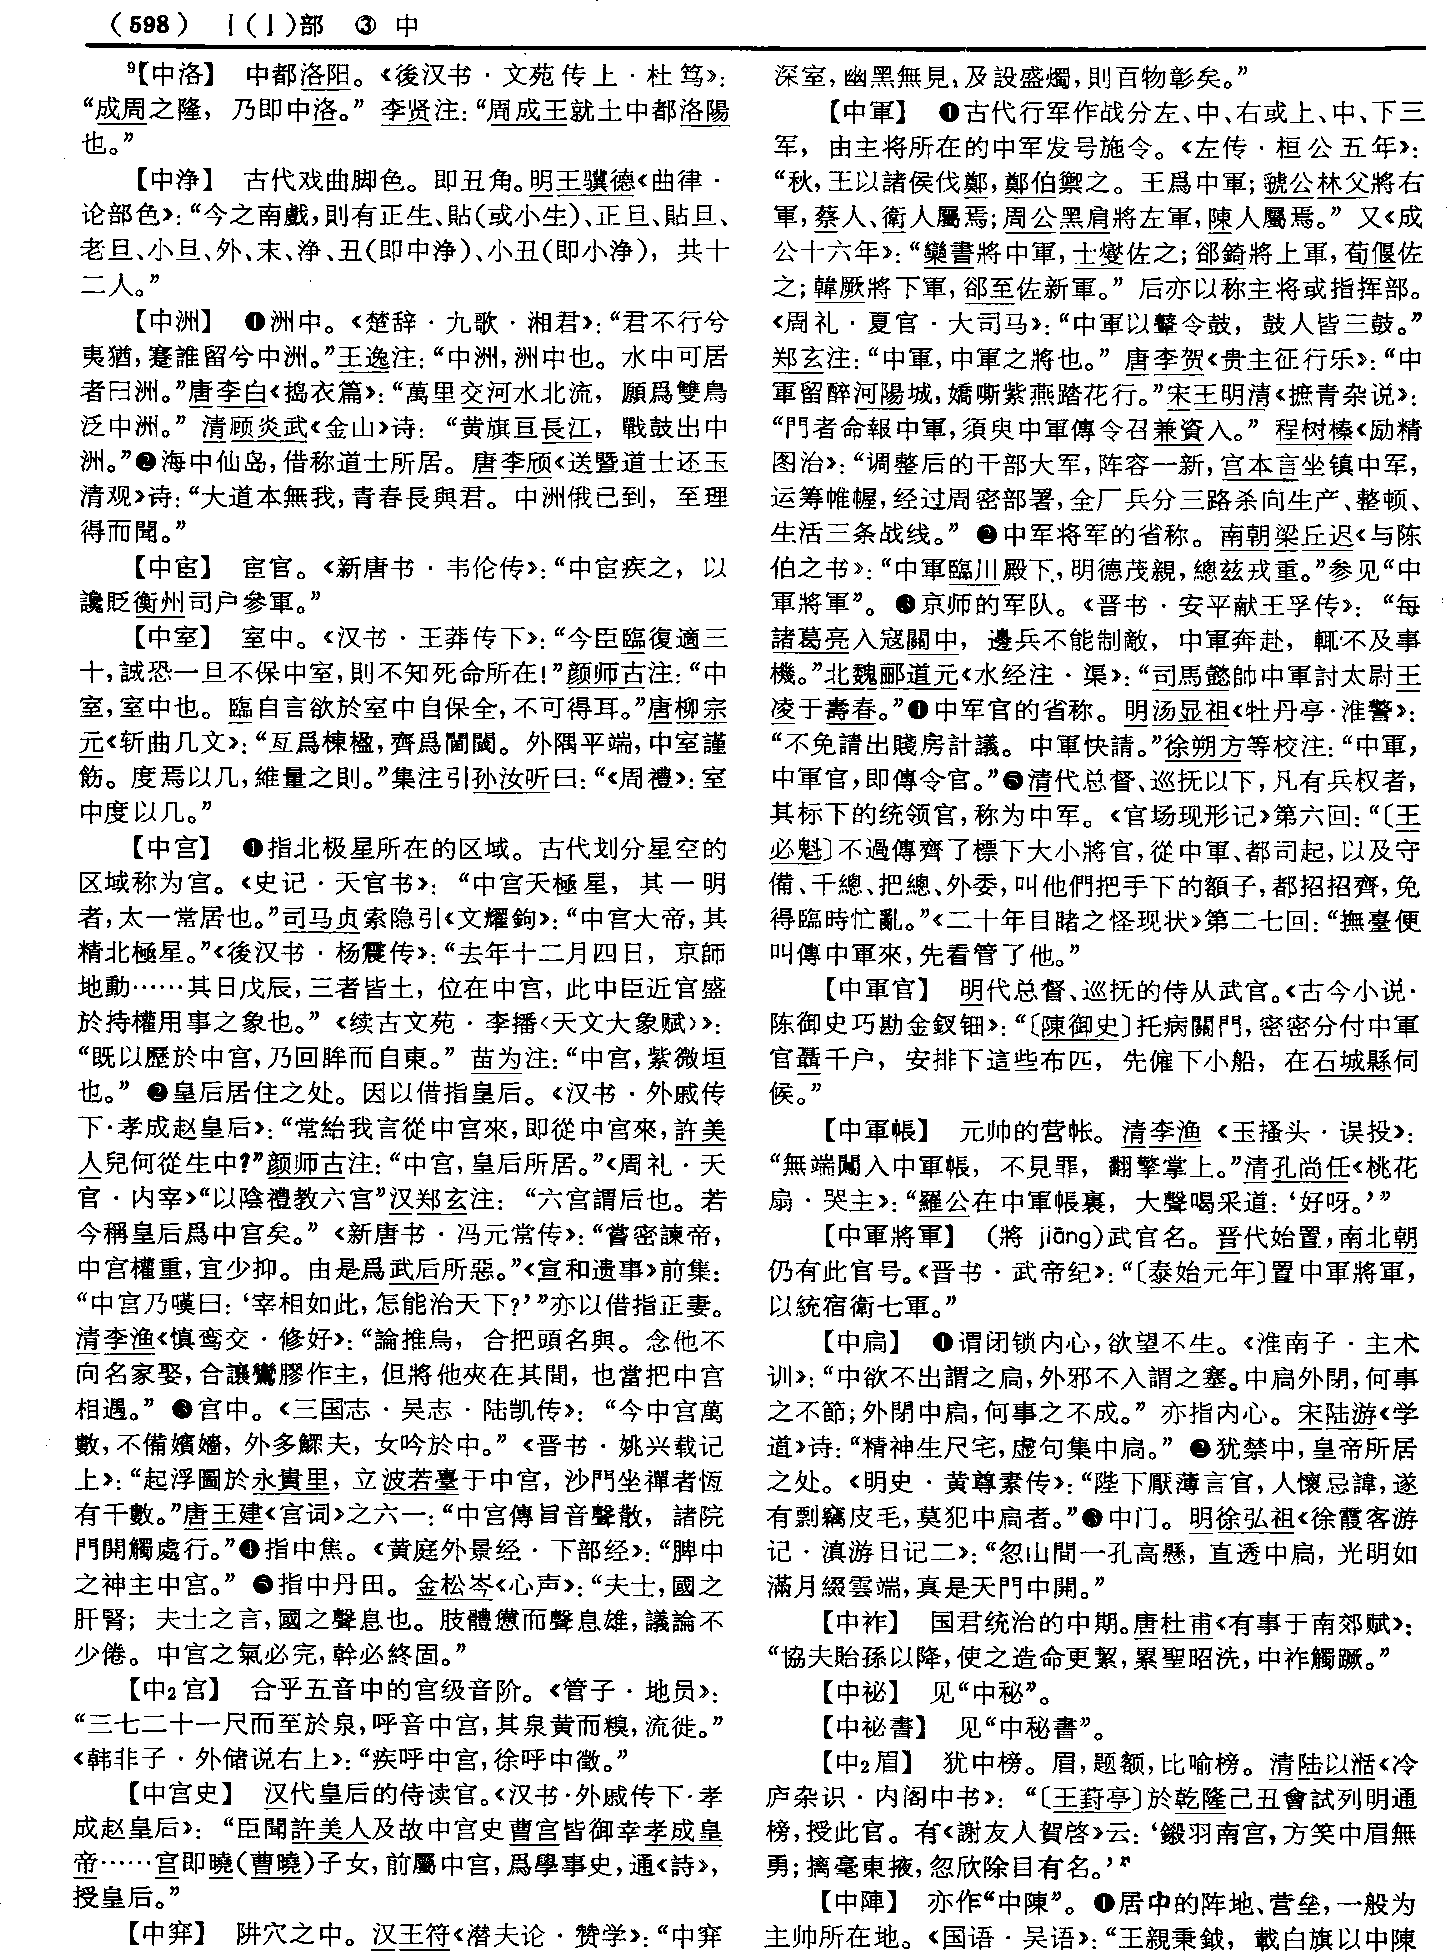 （598） 丨(亅)部 ③ 中
9【中洛】 中都洛阳。《後汉书·文苑传上·杜笃》：
“成周之隆，乃即中洛。”李贤注：“周成王就土中都洛陽
也。”
【中净】 古代戏曲脚色。即丑角。明王骥德《曲律·
论部色》：“今之南戲，則有正生、貼(或小生)、正旦、貼旦、
老旦、小旦、外、末、净、丑(即中净)、小丑(即小净)，共十
二人。”
【中洲】 ❶洲中。《楚辞·九歌·湘君》：“君不行兮
夷猶，蹇誰留兮中洲。”王逸注：“中洲，洲中也。水中可居
者曰洲。”唐李白《捣衣篇》：“萬里交河水北流，願爲雙鳥
泛中洲。”清顾炎武《金山》诗：“黄旗亘長江，戰鼓出中
洲。”❷海中仙岛，借称道士所居。唐李颀《送暨道士还玉
清观》诗：“大道本無我，青春長與君。中洲俄已到，至理
得而聞。”
【中宦】 宦官。《新唐书·韦伦传》：“中宦疾之，以
讒貶衡州司户參軍。”
【中室】 室中。《汉书·王莽传下》：“今臣臨復適三
十，誠恐一旦不保中室，則不知死命所在！”颜师古注：“中
室，室中也。臨自言欲於室中自保全，不可得耳。”唐柳宗
元《斩曲几文》：“亙爲棟楹，齊爲閫閾。外隅平端，中室謹
飭。度焉以几，維量之則。”集注引孙汝听曰：“《周禮》：室
中度以几。”
【中宫】 ❶指北极星所在的区域。古代划分星空的
区域称为宫。《史记·天官书》：“中宫天極星，其一明
者，太一常居也。”司马贞索隐引《文耀鉤》：“中宫大帝，其
精北極星。”《後汉书·杨震传》：“去年十二月四日，京師
地動……其日戊辰，三者皆土，位在中宫，此中臣近官盛
於持權用事之象也。”《续古文苑·李播〈天文大象赋〉》：
“既以歷於中宫，乃回眸而自東。”苗为注：“中宫，紫微垣
也。”❷皇后居住之处。因以借指皇后。《汉书·外戚传
下·孝成赵皇后》：“常紿我言從中宫來，即從中宫來，許美
人兒何從生中？”颜师古注：“中宫，皇后所居。”《周礼·天
官·内宰》“以陰禮教六宫”汉郑玄注：“六宫謂后也。若
今稱皇后爲中宫矣。”《新唐书·冯元常传》：“嘗密諫帝，
中宫權重，宜少抑。由是爲武后所惡。”《宣和遗事》前集：
“中宫乃嘆曰：‘宰相如此，怎能治天下？’”亦以借指正妻。
清李渔《慎鸾交·修好》：“論推烏，合把頭名與。念他不
向名家娶，合讓鸞膠作主，但將他夾在其間，也當把中宫
相遇。”❸宫中。《三国志·吴志·陆凯传》：“今中宫萬
數，不備嬪嬙，外多鰥夫，女吟於中。”《晋书·姚兴载记
上》：“起浮圖於永貴里，立波若臺于中宫，沙門坐禪者恆
有千數。”唐王建《宫词》之六一：“中宫傳旨音聲散，諸院
門開觸處行。”❹指中焦。《黄庭外景经·下部经》：“脾中
之神主中宫。”❺指中丹田。金松岑《心声》：“夫士，國之
肝腎；夫士之言，國之聲息也。肢體憊而聲息雄，議論不
少倦。中宫之氣必完，幹必終固。”
【中2宫】 合乎五音中的宫级音阶。《管子·地员》：
“三七二十一尺而至於泉，呼音中宫，其泉黄而糗，流徙。”
《韩非子·外储说右上》：“疾呼中宫，徐呼中徵。”
【中宫史】 汉代皇后的侍读官。《汉书·外戚传下·孝
成赵皇后》：“臣聞許美人及故中宫史曹宫皆御幸孝成皇
帝……宫即曉(曹曉)子女，前屬中宫，爲學事史，通《詩》，
授皇后。”
【中穽】 阱穴之中。汉王符《潜夫论·赞学》：“中穽
深室，幽黑無見，及設盛燭，則百物彰矣。”
【中軍】 ❶古代行军作战分左、中、右或上、中、下三
军，由主将所在的中军发号施令。《左传·桓公五年》：
“秋，王以諸侯伐鄭，鄭伯禦之。王爲中軍；虢公林父將右
軍，蔡人、衛人屬焉；周公黑肩將左軍，陳人屬焉。”又《成
公十六年》：“欒書將中軍，士燮佐之；郤錡將上軍，荀偃佐
之；韓厥將下軍，郤至佐新軍。”后亦以称主将或指挥部。
《周礼·夏官·大司马》：“中軍以鼙令鼓，鼓人皆三鼓。”
郑玄注：“中軍，中軍之將也。”唐李贺《贵主征行乐》：“中
軍留醉河陽城，嬌嘶紫燕踏花行。”宋王明清《摭青杂说》：
“門者命報中軍，須臾中軍傳令召兼資入。”程树榛《励精
图治》：“调整后的干部大军，阵容一新，宫本言坐镇中军，
运筹帷幄，经过周密部署，全厂兵分三路杀向生产、整顿、
生活三条战线。”❷中军将军的省称。南朝梁丘迟《与陈
伯之书》：“中軍臨川殿下，明德茂親，總兹戎重。”参见“中
軍將軍”。❸京师的军队。《晋书·安平献王孚传》：“每
諸葛亮入寇關中，邊兵不能制敵，中軍奔赴，輒不及事
機。”北魏郦道元《水经注·渠》：“司馬懿帥中軍討太尉王
凌于壽春。”❹中军官的省称。明汤显祖《牡丹亭·淮警》：
“不免請出賤房計議。中軍快請。”徐朔方等校注：“中軍，
中軍官，即傳令官。”❺清代总督、巡抚以下，凡有兵权者，
其标下的统领官，称为中军。《官场现形记》第六回：“〔王
必魁〕不過傳齊了標下大小將官，從中軍、都司起，以及守
備、千總、把總、外委，叫他們把手下的額子，都招招齊，免
得臨時忙亂。”《二十年目睹之怪现状》第二七回：“撫臺便
叫傳中軍來，先看管了他。”
【中軍官】 明代总督、巡抚的侍从武官。《古今小说·
陈御史巧勘金钗钿》：“〔陳御史〕托病關門，密密分付中軍
官聶千户，安排下這些布匹，先僱下小船，在石城縣伺
候。”
【中軍帳】 元帅的营帐。清李渔《玉搔头·误投》：
“無端闖入中軍帳，不見罪，翻擎掌上。”清孔尚任《桃花
扇·哭主》：“羅公在中軍帳裏，大聲喝采道：‘好呀。’”
【中軍將軍】 (將 jiāng)武官名。晋代始置，南北朝
仍有此官号。《晋书·武帝纪》：“〔泰始元年〕置中軍將軍，
以統宿衛七軍。”
【中扃】 ❶谓闭锁内心，欲望不生。《淮南子·主术
训》：“中欲不出謂之扃，外邪不入謂之塞。中扃外閉，何事
之不節；外閉中扃，何事之不成。”亦指内心。宋陆游《学
道》诗：“精神生尺宅，虚句集中扃。”❷犹禁中，皇帝所居
之处。《明史·黄尊素传》：“陛下厭薄言官，人懷忌諱，遂
有剽竊皮毛，莫犯中扃者。”❸中门。明徐弘祖《徐霞客游
记·滇游日记二》：“忽山間一孔高懸，直透中扃，光明如
滿月綴雲端，真是天門中開。”
【中祚】 国君统治的中期。唐杜甫《有事于南郊赋》：
“協夫貽孫以降，使之造命更絜，累聖昭洗，中祚觸蹶。”
【中祕】 见“中秘”。
【中祕書】 见“中秘書”。
【中2眉】 犹中榜。眉，题额，比喻榜。清陆以湉《冷
庐杂识·内阁中书》：“〔王葑亭〕於乾隆己丑會試列明通
榜，授此官。有《謝友人賀啓》云：‘鎩羽南宫，方笑中眉無
勇；摛毫東掖，忽欣除目有名。’”
【中陣】 亦作“中陳”。❶居中的阵地、营垒，一般为
主帅所在地。《国语·吴语》：“王親秉鉞，載白旗以中陳